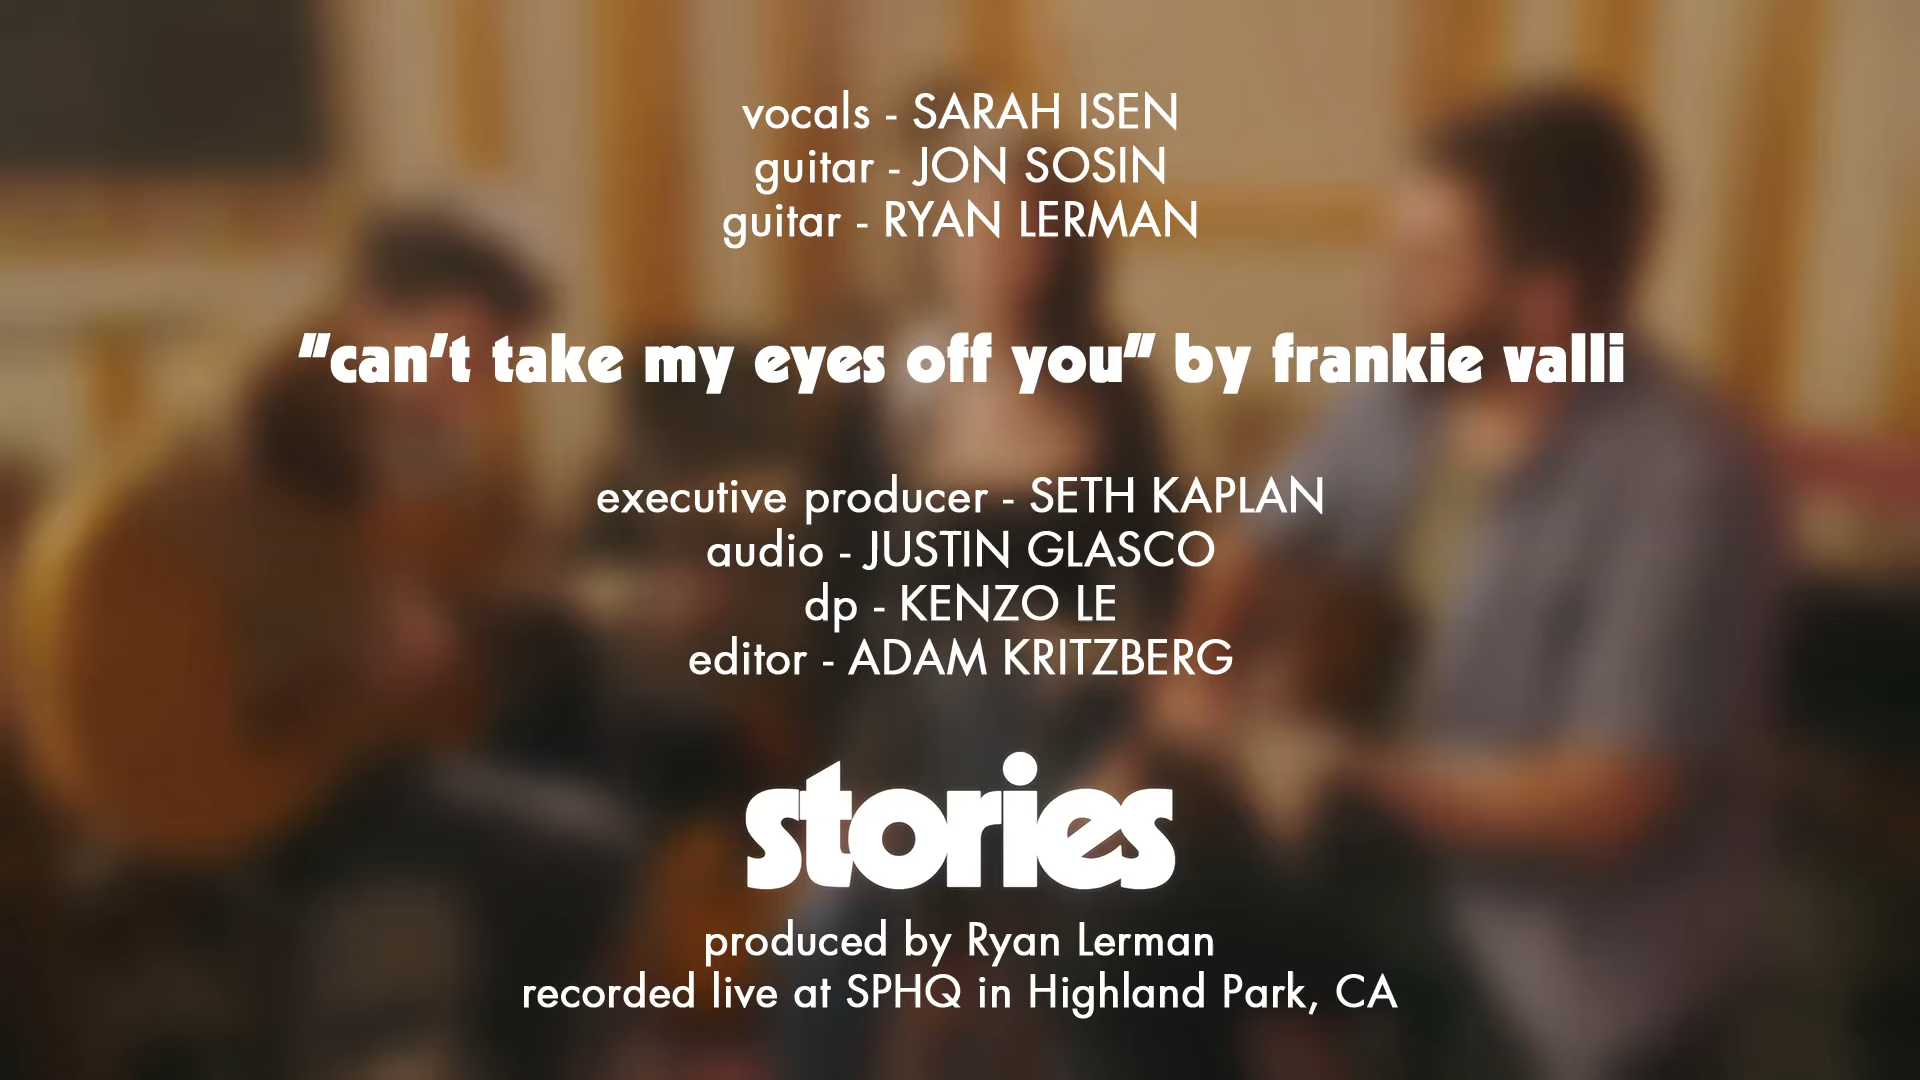 vocals - SARAH ISEN
guitar - JON SOSIN
guitar - RYAN LERMAN
"can't take my eyes off you" by frankie valli
executive producer - SETH KAPLAN
audio - JUSTIN GLASCO
dp - KENZO LE
editor - ADAM KRITZBERG
stories
produced by Ryan Lerman
recorded live at SPHQ in Highland Park, CA